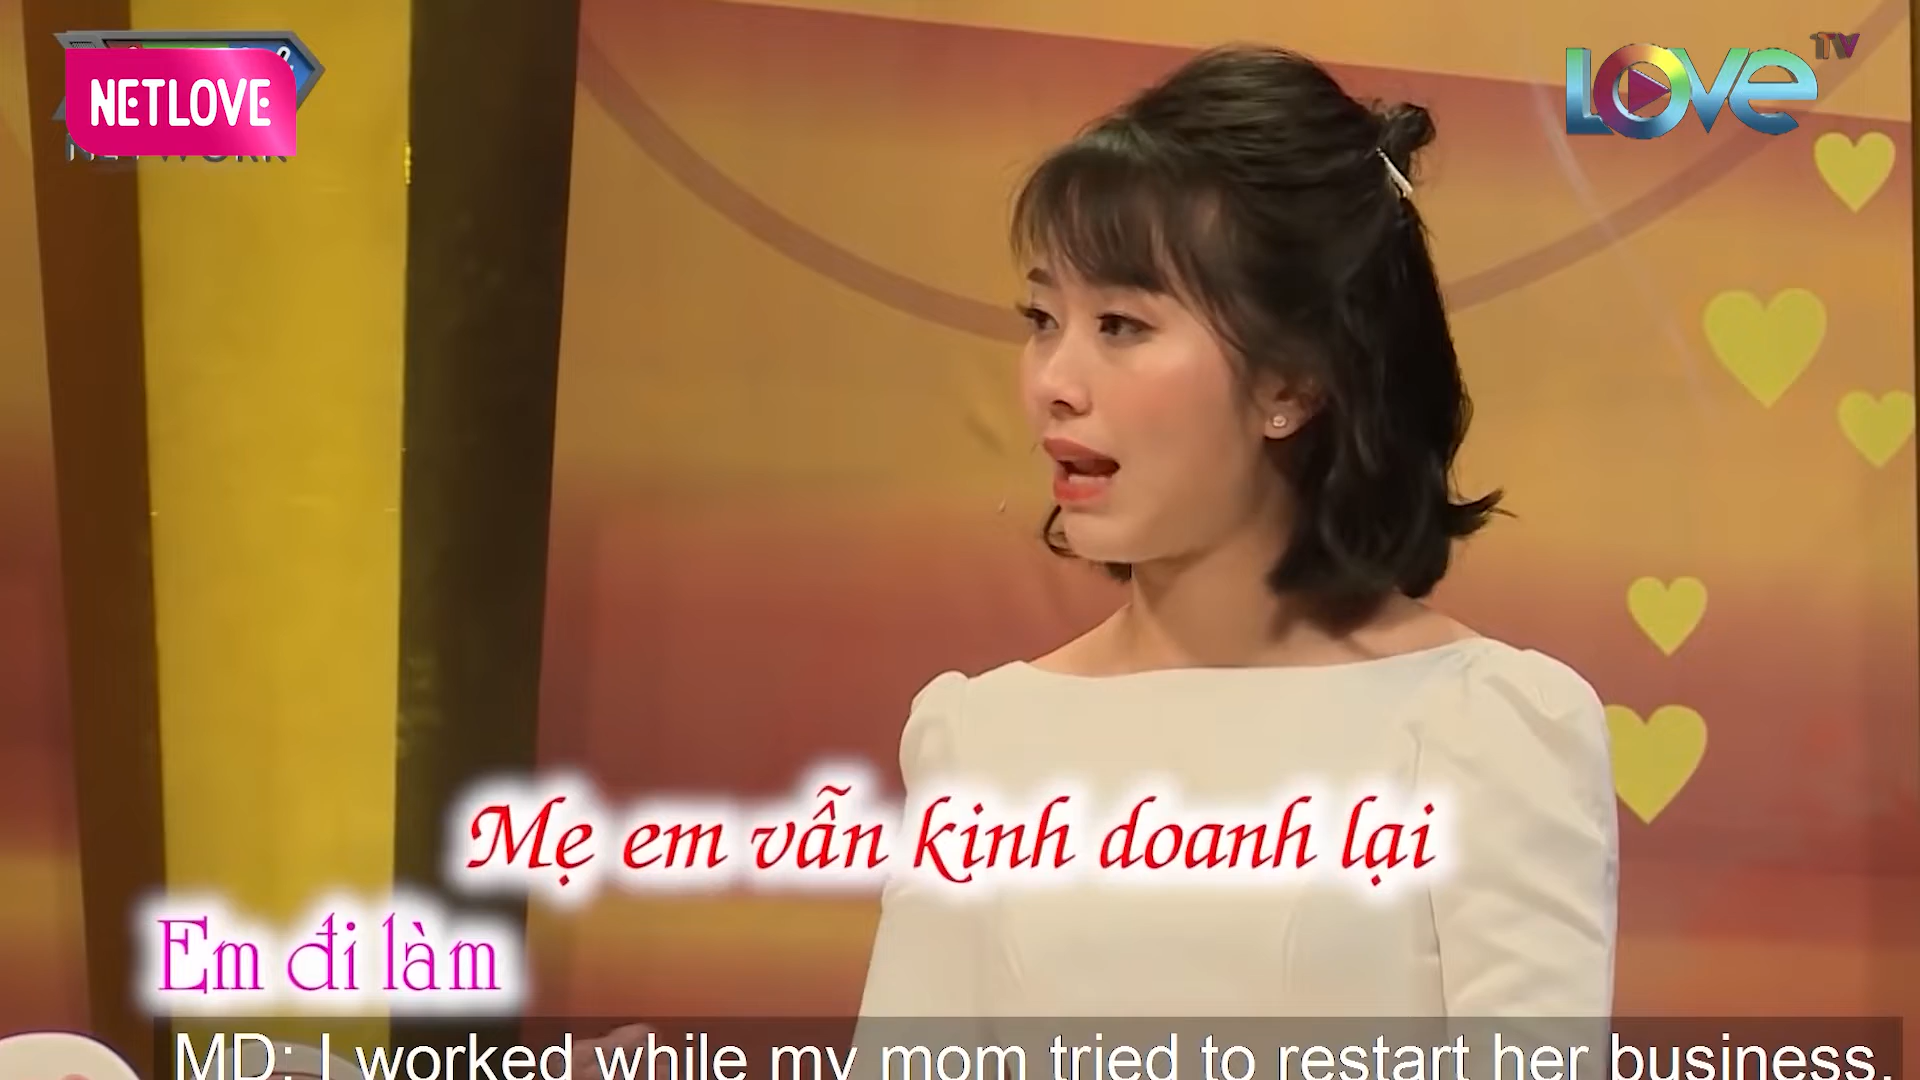 NETLOVE
NETWORK
LOVE TV
Mẹ em vẫn kinh doanh lại
Em đi làm
MD: I worked while my mom tried to restart her business.